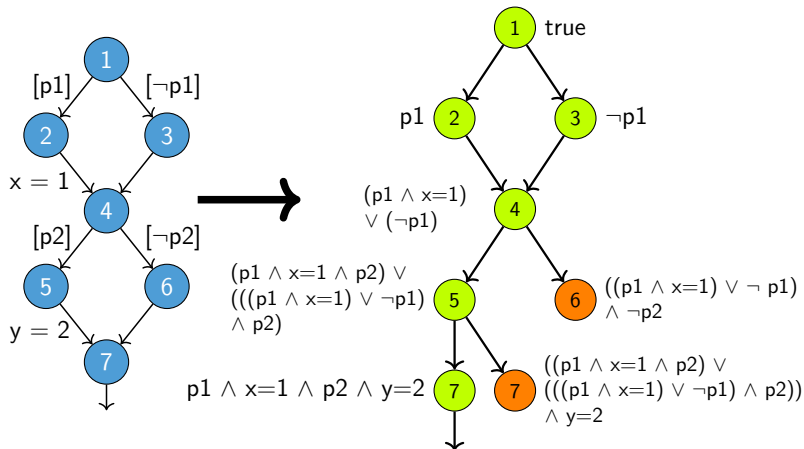 1
[p1]
[¬p1]
2
3
x = 1
4
[p2]
[¬p2]
5
6
y = 2
7
1
true
p1
2
3
¬p1
(p1 ∧ x=1)
∨ (¬p1)
4
(p1 ∧ x=1 ∧ p2) ∨
(((p1 ∧ x=1) ∨ ¬p1)
∧ p2)
5
6
((p1 ∧ x=1) ∨ ¬ p1)
∧ ¬p2
p1 ∧ x=1 ∧ p2 ∧ y=2
7
7
((p1 ∧ x=1 ∧ p2) ∨
(((p1 ∧ x=1) ∨ ¬p1) ∧ p2))
∧ y=2